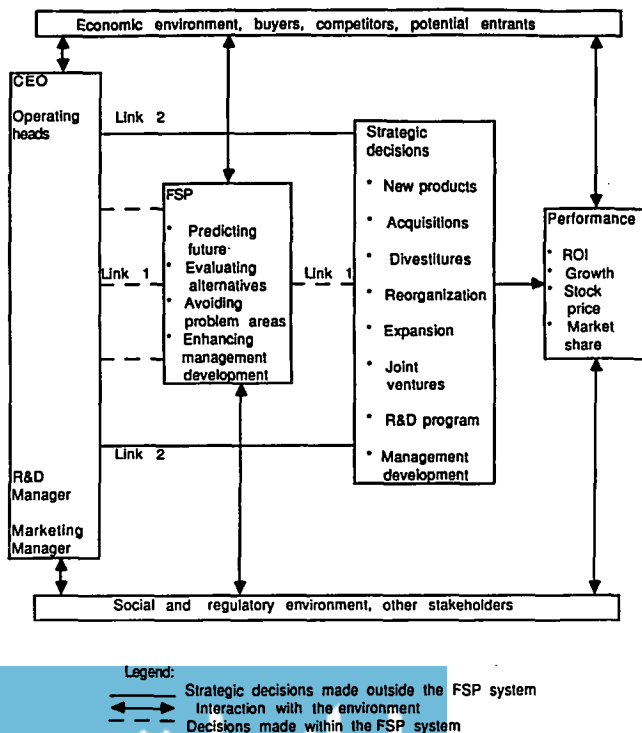 Economic environment, buyers, competitors, potential entrants
CEO
Operating
heads
R&D
Manager
Marketing
Manager
Link 2
Link 1
Link 2
FSP
* Predicting
future
* Evaluating
alternatives
* Avoiding
problem areas
* Enhancing
management
development
Link 1
Strategic
decisions
* New products
* Acquisitions
* Divestitures
* Reorganization
* Expansion
* Joint
ventures
* R&D program
* Management
development
Performance
* ROI
* Growth
* Stock
price
* Market
share
Social and regulatory environment, other stakeholders
Legend:
Strategic decisions made outside the FSP system
Interaction with the environment
Decisions made within the FSP system